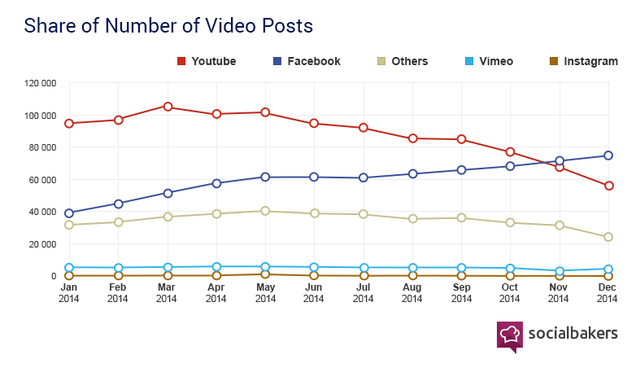 Share of Number of Video Posts
Youtube Facebook Others Vimeo Instagram
120 000
100 000
80 000
60 000
40 000
20 000
0
Jan Feb Mar Apr May Jun Jul Aug Sep Oct Nov Dec
2014 2014 2014 2014 2014 2014 2014 2014 2014 2014 2014 2014
socialbakers